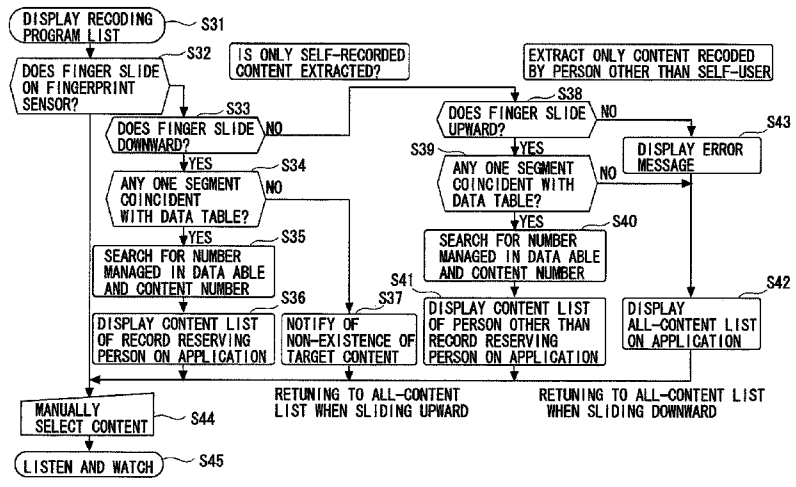 DISPLAY RECODING
PROGRAM LIST
S31
S32
DOES FINGER SLIDE
ON FINGERPRINT
SENSOR?
IS ONLY SELF-RECORDED
CONTENT EXTRACTED?
EXTRACT ONLY CONTENT RECODED
BY PERSON OTHER THAN SELF-USER
S33
DOES FINGER SLIDE
DOWNWARD?
NO
YES
S34
ANY ONE SEGMENT
COINCIDENT
WITH DATA TABLE?
NO
YES
S35
SEARCH FOR NUMBER
MANAGED IN DATA ABLE
AND CONTENT NUMBER
S36
DISPLAY CONTENT LIST
OF RECORD RESERVING
PERSON ON APPLICATION
S37
NOTIFY OF
NON-EXISTENCE OF
TARGET CONTENT
S38
DOES FINGER SLIDE
UPWARD?
NO
YES
S39
ANY ONE SEGMENT
COINCIDENT WITH
DATA TABLE?
NO
YES
S40
SEARCH FOR NUMBER
MANAGED IN DATA ABLE
AND CONTENT NUMBER
S41
DISPLAY CONTENT LIST
OF PERSON OTHER THAN
RECORD RESERVING
PERSON ON APPLICATION
S43
DISPLAY ERROR
MESSAGE
S42
DISPLAY
ALL-CONTENT LIST
ON APPLICATION
RETUNING TO ALL-CONTENT
LIST WHEN SLIDING UPWARD
RETUNING TO ALL-CONTENT LIST
WHEN SLIDING DOWNWARD
MANUALLY
SELECT CONTENT
S44
LISTEN AND WATCH
S45